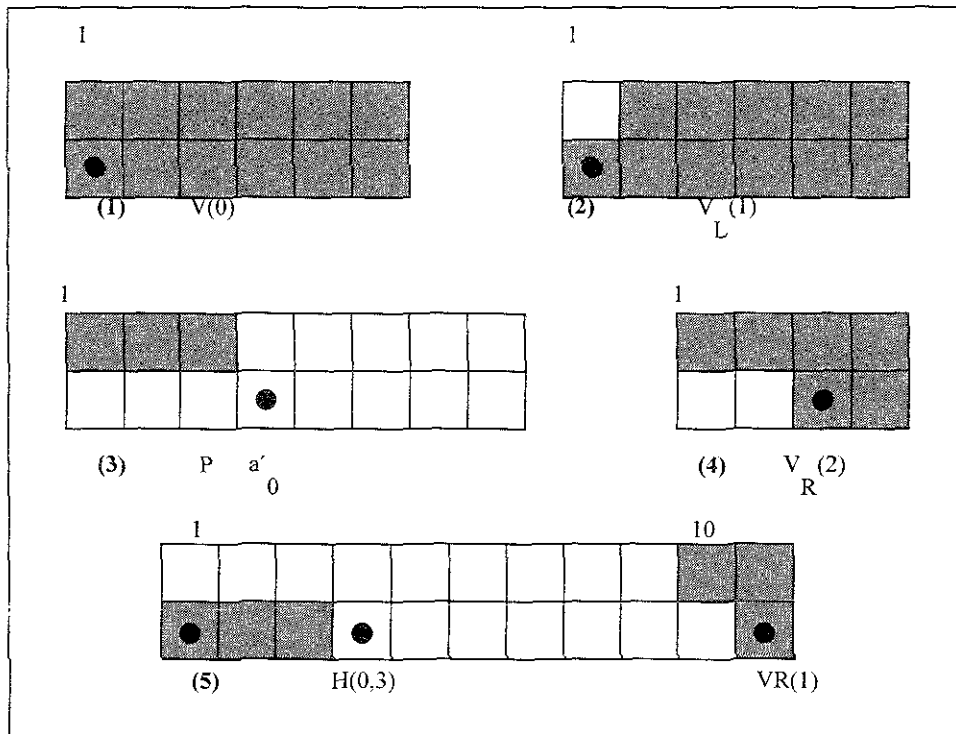 1 1
(1) V(0) (2) V (1)
L
1 1
(3) P a′ (4) V (2)
0 R
1 10
(5) H(0,3) VR(1)